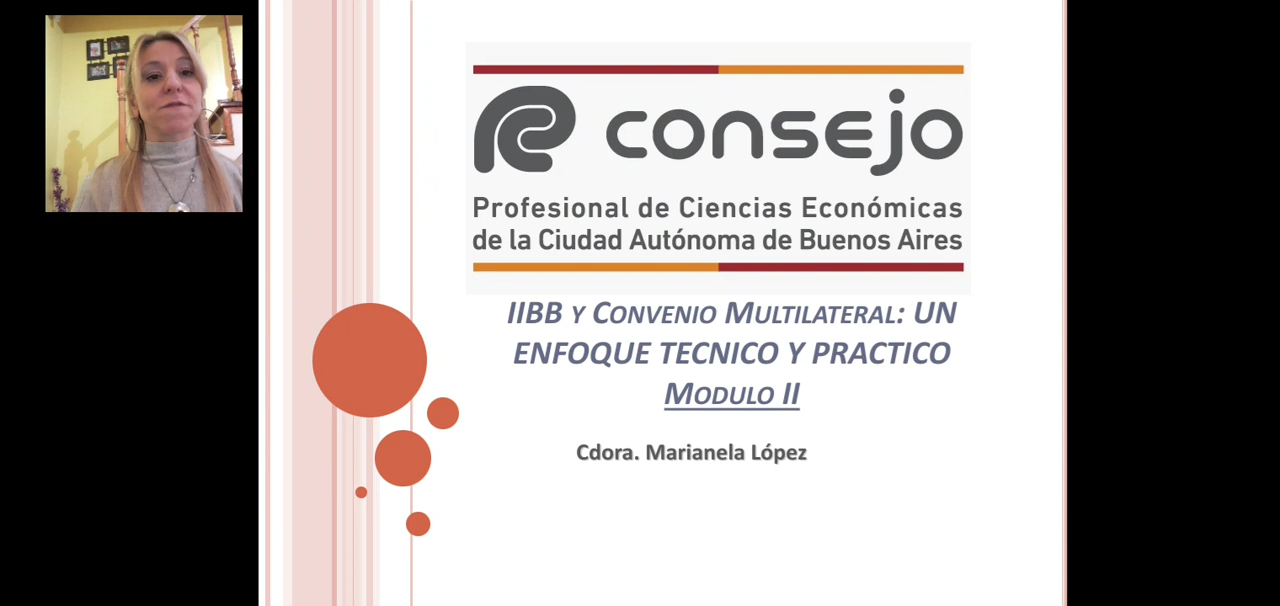 consejo
Profesional de Ciencias Económicas
de la Ciudad Autónoma de Buenos Aires
IIBB Y CONVENIO MULTILATERAL: UN
ENFOQUE TECNICO Y PRACTICO
MODULO II
Cdora. Marianela López